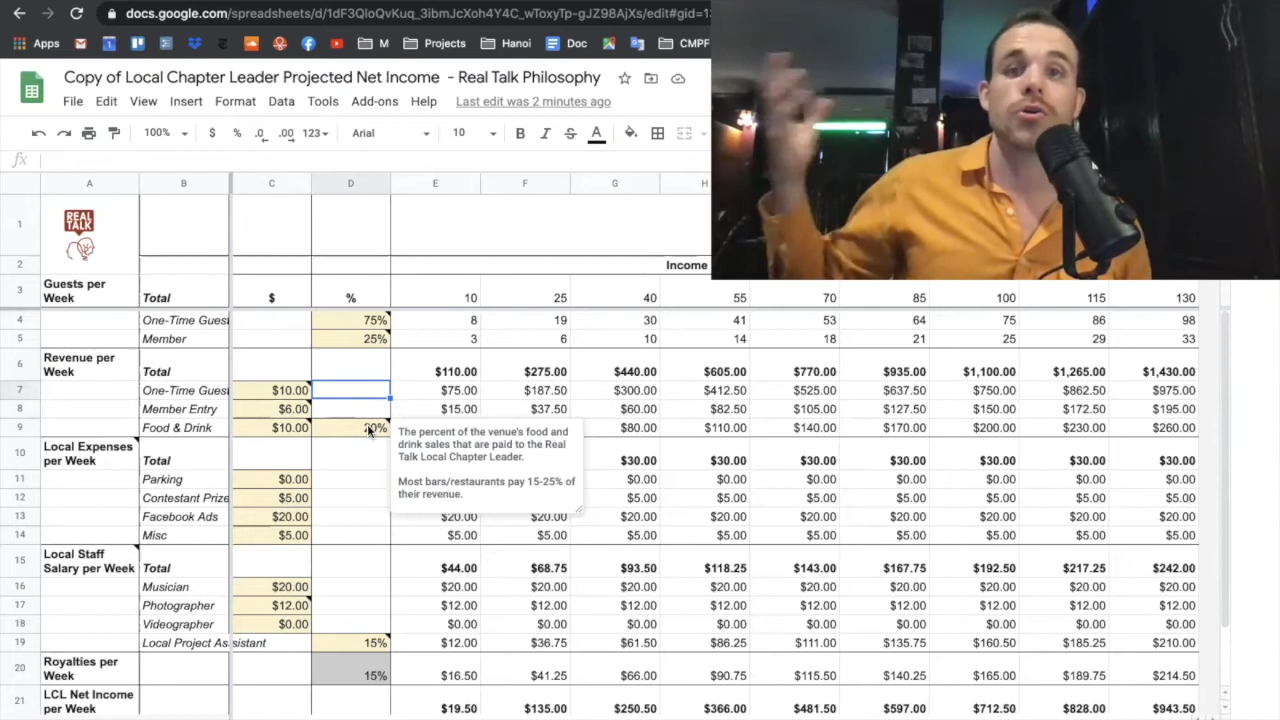 docs.google.com/spreadsheets/d/1dF3QloQvKuq_3ibmJcXoh4Y4C_wToxyTp-gJZ98AjXs/edit#gid=1
Apps M Projects Hanoi Doc CMPF
Copy of Local Chapter Leader Projected Net Income - Real Talk Philosophy
File Edit View Insert Format Data Tools Add-ons Help Last edit was 2 minutes ago
100% $ % .0 .00 123 Arial 10 B I S A
fx
A B C D E F G H
1 REAL TALK
2 Income
3 Guests per Week Total $ % 10 25 40 55 70 85 100 115 130
4 One-Time Guest 75% 8 19 30 41 53 64 75 86 98
5 Member 25% 3 6 10 14 18 21 25 29 33
6 Revenue per Week Total $110.00 $275.00 $440.00 $605.00 $770.00 $935.00 $1,100.00 $1,265.00 $1,430.00
7 One-Time Guest $10.00 $75.00 $187.50 $300.00 $412.50 $525.00 $637.50 $750.00 $862.50 $975.00
8 Member Entry $6.00 $15.00 $37.50 $60.00 $82.50 $105.00 $127.50 $150.00 $172.50 $195.00
9 Food & Drink $10.00 20% $80.00 $110.00 $140.00 $170.00 $200.00 $230.00 $260.00
The percent of the venue's food and
drink sales that are paid to the Real
Talk Local Chapter Leader.
Most bars/restaurants pay 15-25% of
their revenue.
10 Local Expenses per Week Total $30.00 $30.00 $30.00 $30.00 $30.00 $30.00 $30.00
11 Parking $0.00 $0.00 $0.00 $0.00 $0.00 $0.00 $0.00 $0.00
12 Contestant Prize $5.00 $5.00 $5.00 $5.00 $5.00 $5.00 $5.00 $5.00
13 Facebook Ads $20.00 $20.00 $20.00 $20.00 $20.00 $20.00 $20.00 $20.00 $20.00 $20.00
14 Misc $5.00 $5.00 $5.00 $5.00 $5.00 $5.00 $5.00 $5.00 $5.00 $5.00
15 Local Staff Salary per Week Total $44.00 $68.75 $93.50 $118.25 $143.00 $167.75 $192.50 $217.25 $242.00
16 Musician $20.00 $20.00 $20.00 $20.00 $20.00 $20.00 $20.00 $20.00 $20.00 $20.00
17 Photographer $12.00 $12.00 $12.00 $12.00 $12.00 $12.00 $12.00 $12.00 $12.00 $12.00
18 Videographer $0.00 $0.00 $0.00 $0.00 $0.00 $0.00 $0.00 $0.00 $0.00 $0.00
19 Local Project Assistant 15% $12.00 $36.75 $61.50 $86.25 $111.00 $135.75 $160.50 $185.25 $210.00
20 Royalties per Week 15% $16.50 $41.25 $66.00 $90.75 $115.50 $140.25 $165.00 $189.75 $214.50
21 LCL Net Income per Week $19.50 $135.00 $250.50 $366.00 $481.50 $597.00 $712.50 $828.00 $943.50